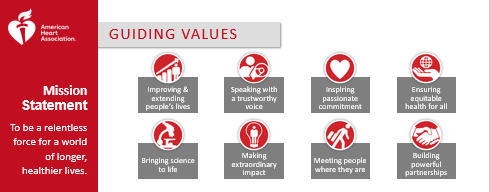 American
Heart
Association.
GUIDING VALUES
Mission
Statement
To be a relentless
force for a world
of longer,
healthier lives.
Improving &
extending
people's lives
Speaking with
a trustworthy
voice
Inspiring
passionate
commitment
Ensuring
equitable
health for all
Bringing science
to life
Making
extraordinary
impact
Meeting people
where they are
Building
powerful
partnerships